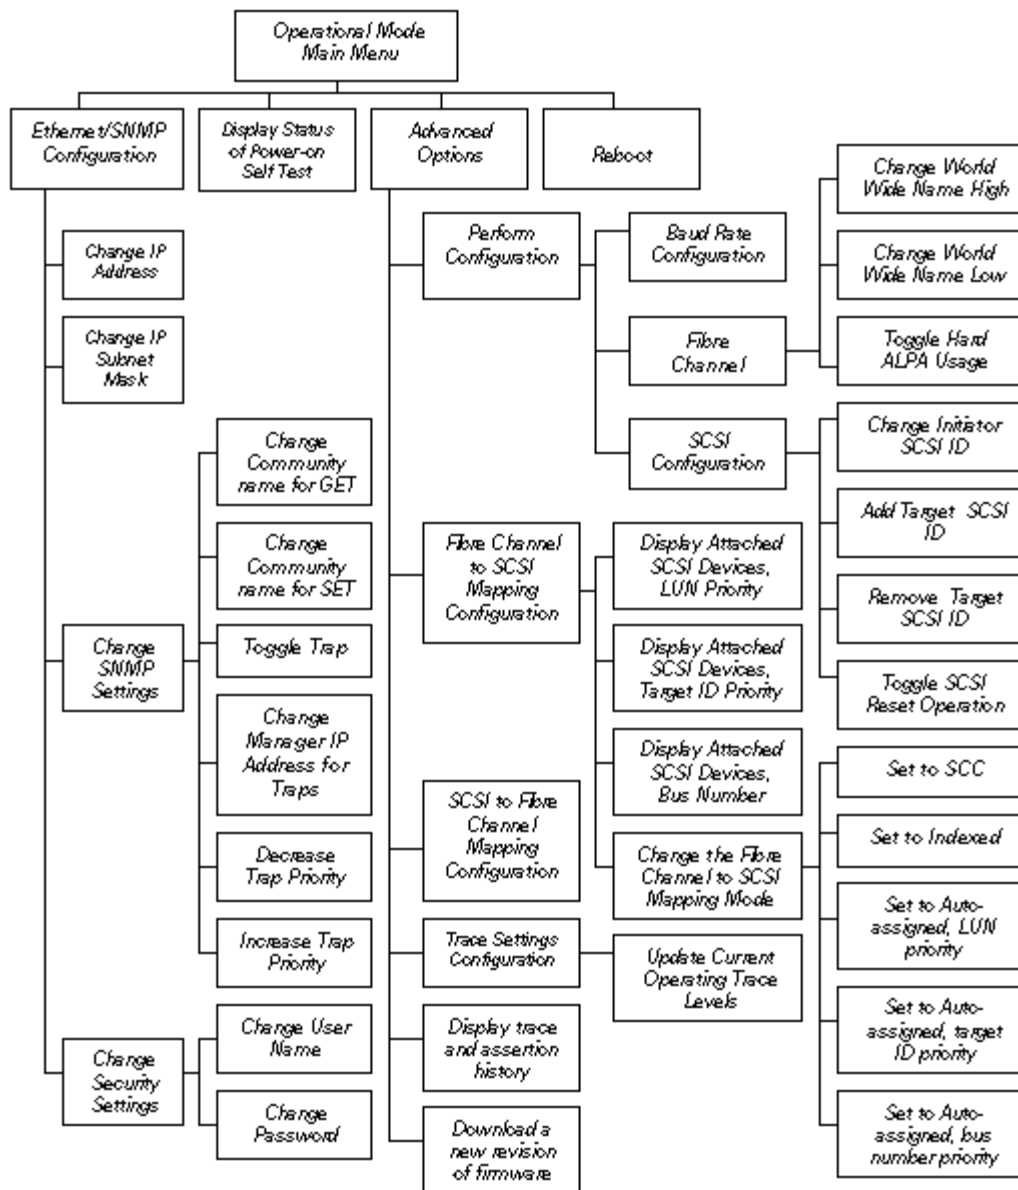 Operational Mode
Main Menu
Ethernet/SNMP
Configuration
Display Status
of Power-on
Self Test
Advanced
Options
Reboot
Change IP
Address
Change IP
Subnet
Mask
Change
SNMP
Settings
Change
Community
name for GET
Change
Community
name for SET
Toggle Trap
Change
Manager IP
Address for
Traps
Decrease
Trap Priority
Increase Trap
Priority
Change
Security
Settings
Change User
Name
Change
Password
Perform
Configuration
Baud Rate
Configuration
Fibre
Channel
Change World
Wide Name High
Change World
Wide Name Low
Toggle Hard
ALPA Usage
SCSI
Configuration
Change Initiator
SCSI ID
Add Target SCSI
ID
Remove Target
SCSI ID
Toggle SCSI
Reset Operation
Fibre Channel
to SCSI
Mapping
Configuration
Display Attached
SCSI Devices,
LUN Priority
Display Attached
SCSI Devices,
Target ID Priority
Display Attached
SCSI Devices,
Bus Number
Change the Fibre
Channel to SCSI
Mapping Mode
Set to SCC
Set to Indexed
Set to Auto-
assigned, LUN
priority
Set to Auto-
assigned, target
ID priority
Set to Auto-
assigned, bus
number priority
SCSI to Fibre
Channel
Mapping
Configuration
Trace Settings
Configuration
Update Current
Operating Trace
Levels
Display trace
and assertion
history
Download a
new revision
of firmware